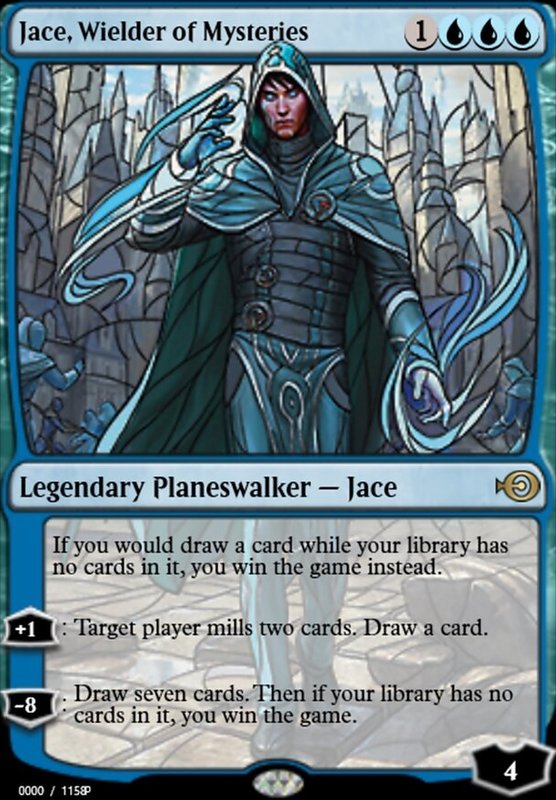 Jace, Wielder of Mysteries 1
Legendary Planeswalker — Jace
If you would draw a card while your library has
no cards in it, you win the game instead.
+1 : Target player mills two cards. Draw a card.
-8 : Draw seven cards. Then if your library has no
cards in it, you win the game.
4
0000 / 1158P